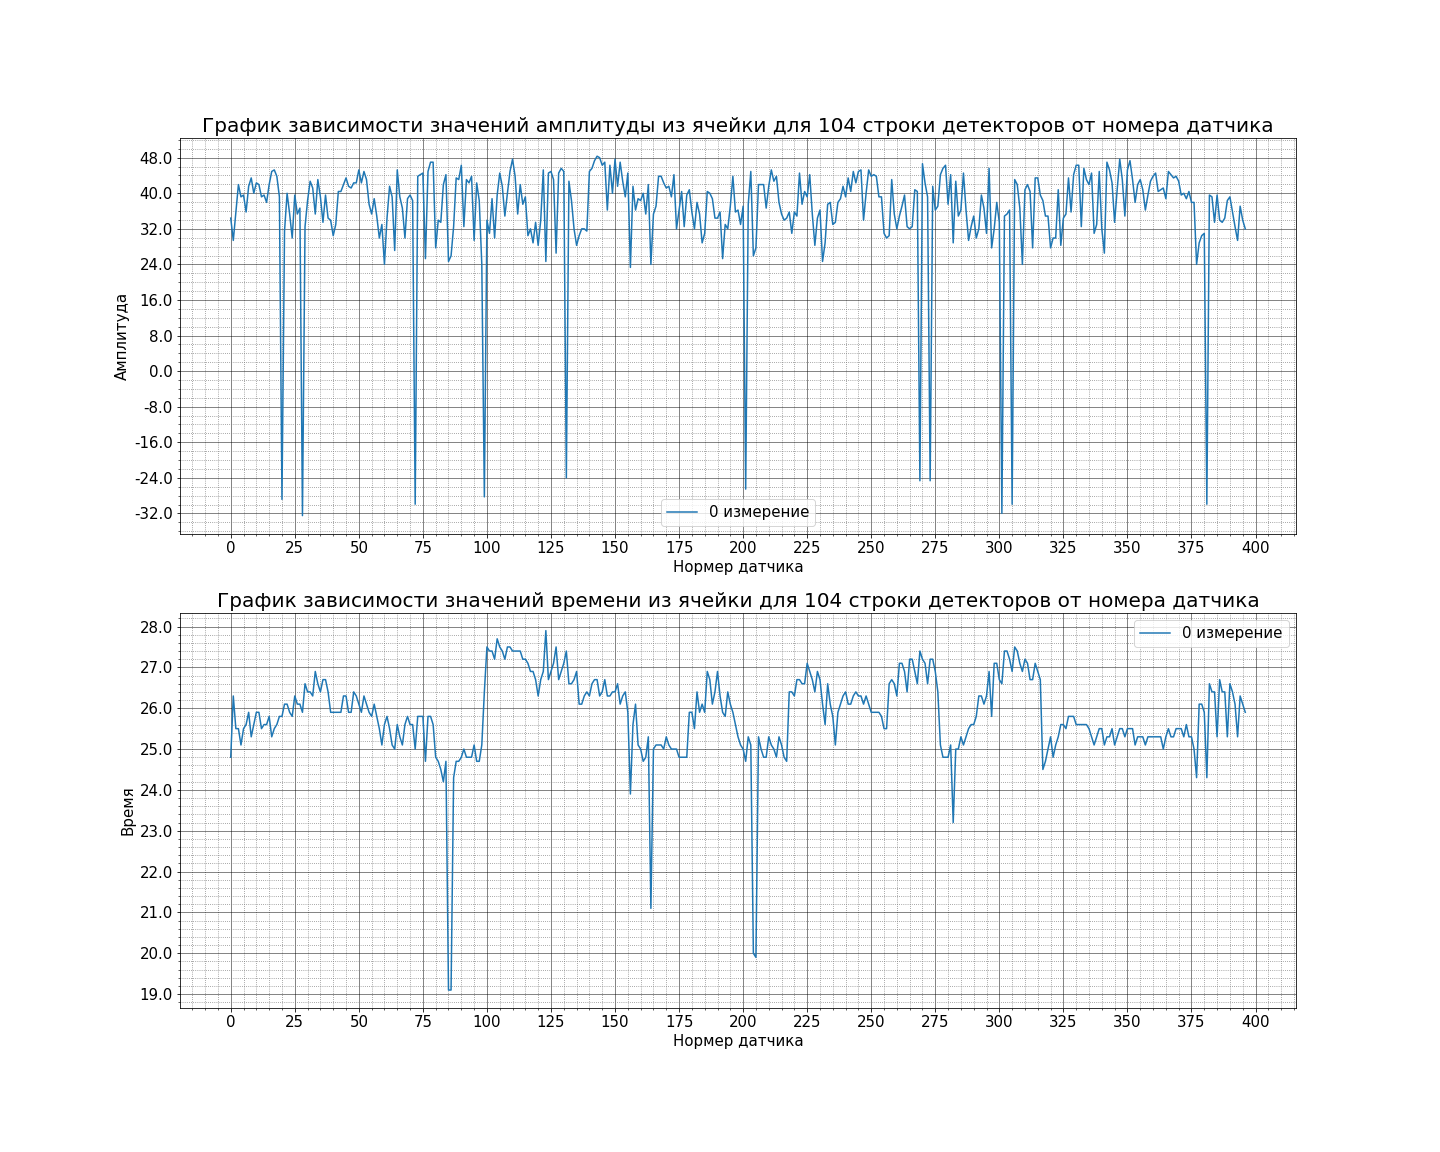 График зависимости значений амплитуды из ячейки для 104 строки детекторов от номера датчика
48.0
40.0
32.0
24.0
16.0
8.0
0.0
-8.0
-16.0
-24.0
-32.0
Амплитуда
0 измерение
0 25 50 75 100 125 150 175 200 225 250 275 300 325 350 375 400
Нормер датчика
График зависимости значений времени из ячейки для 104 строки детекторов от номера датчика
28.0
27.0
26.0
25.0
24.0
23.0
22.0
21.0
20.0
19.0
Время
0 измерение
0 25 50 75 100 125 150 175 200 225 250 275 300 325 350 375 400
Нормер датчика